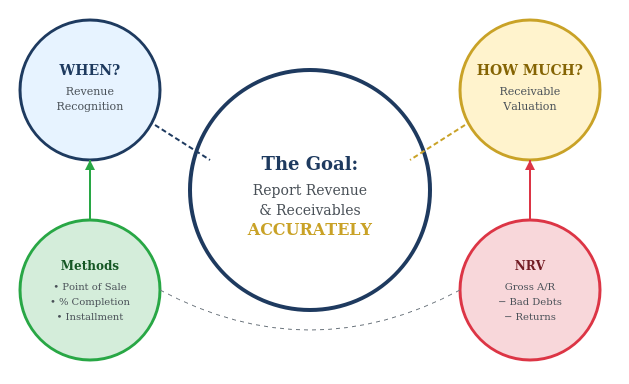 WHEN?
Revenue
Recognition
HOW MUCH?
Receivable
Valuation
The Goal:
Report Revenue
& Receivables
ACCURATELY
Methods
• Point of Sale
• % Completion
• Installment
NRV
Gross A/R
− Bad Debts
− Returns